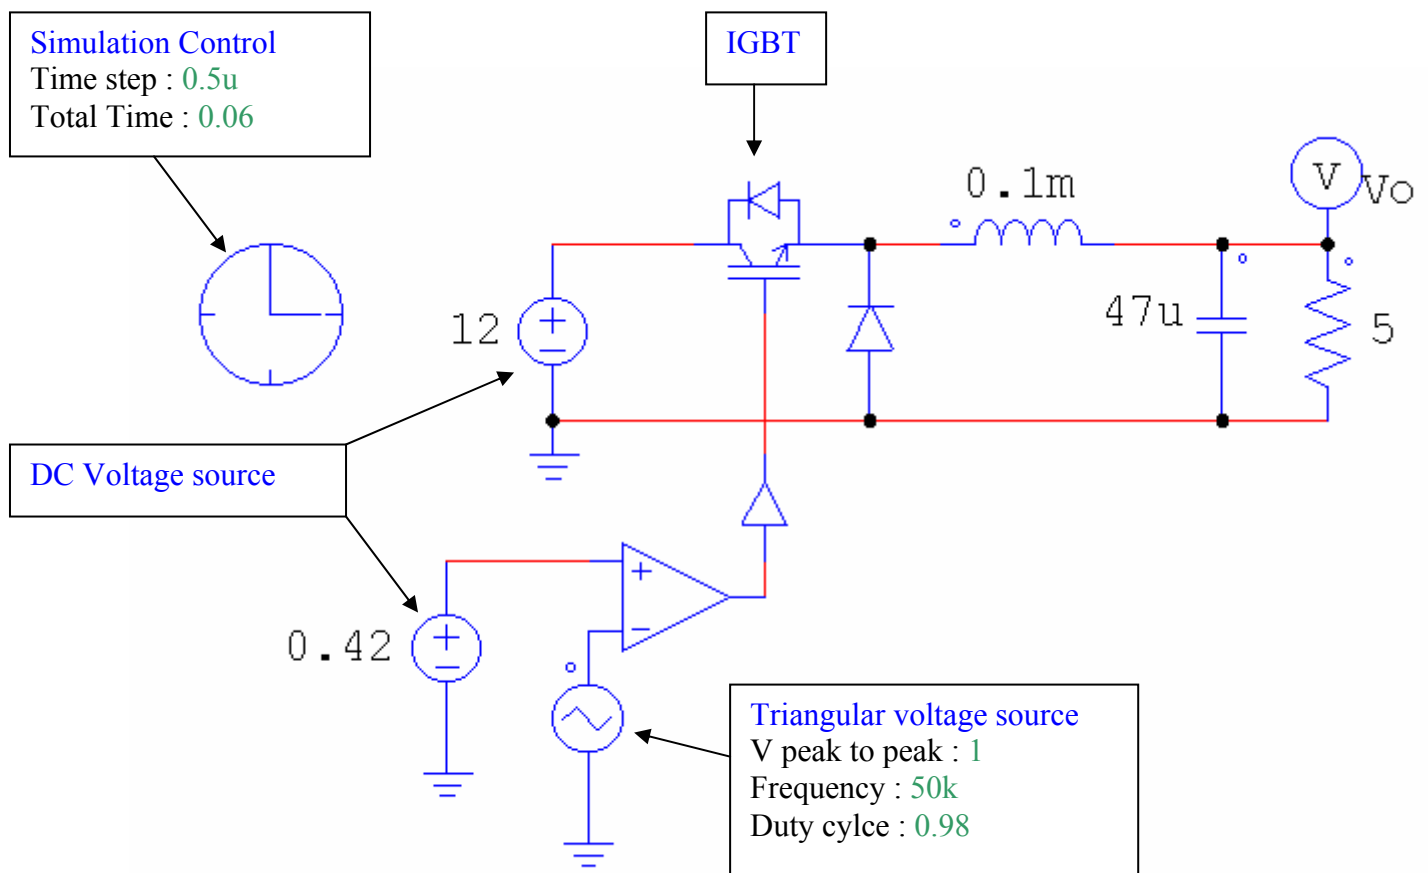 Simulation Control
Time step : 0.5u
Total Time : 0.06
IGBT
0.1m
V
Vo
12
+
−
47u
5
DC Voltage source
0.42
+
−
+
−
Triangular voltage source
V peak to peak : 1
Frequency : 50k
Duty cylce : 0.98